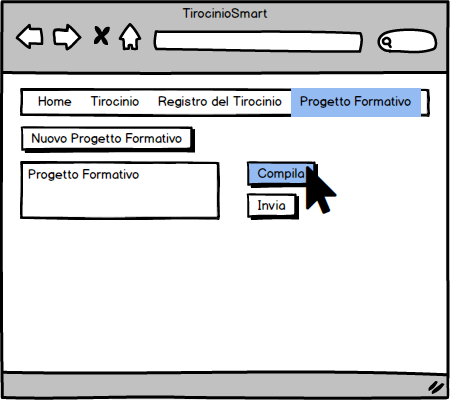 TirocinioSmart
Home Tirocinio Registro del Tirocinio Progetto Formativo
Nuovo Progetto Formativo
Progetto Formativo
Compila
Invia